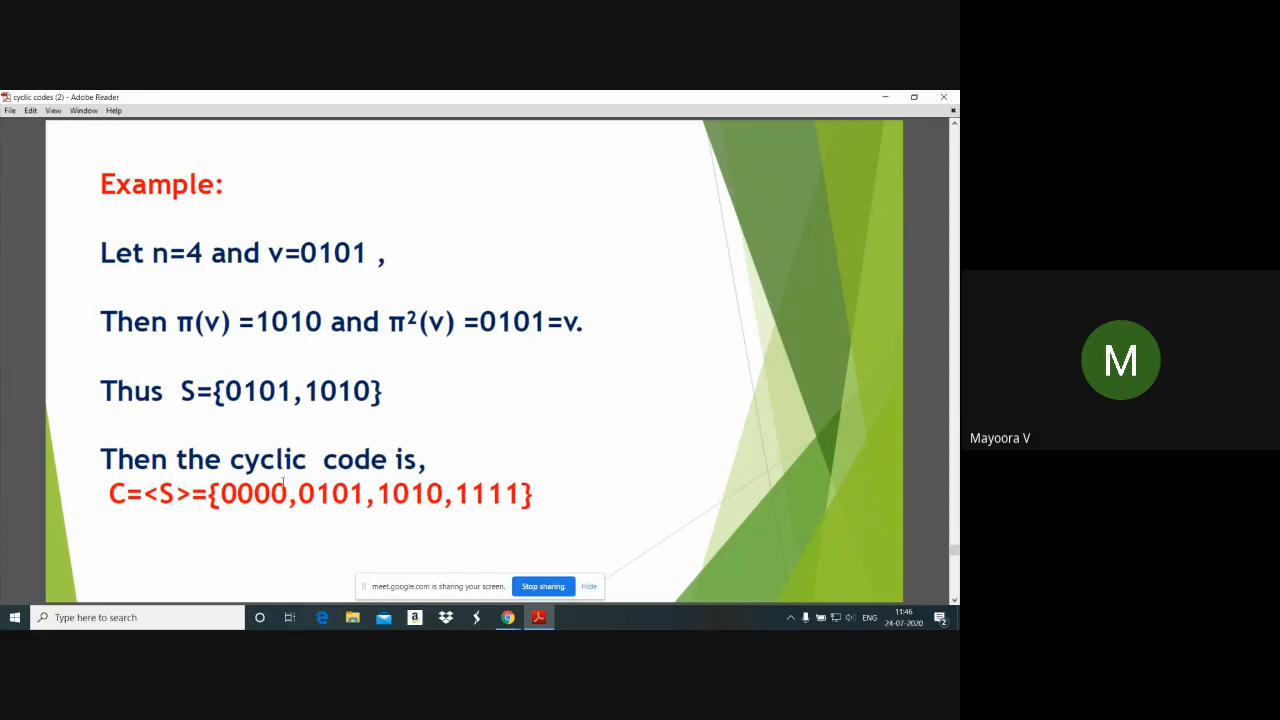 cyclic codes (2) - Adobe Reader
File Edit View Window Help
Example:
Let n=4 and v=0101 ,
Then π(v) =1010 and π²(v) =0101=v.
Thus S={0101,1010}
Then the cyclic code is,
C=<S>={0000,0101,1010,1111}
meet.google.com is sharing your screen. Stop sharing Hide
M
Mayoora V
Type here to search
ENG
11:46
24-07-2020
2